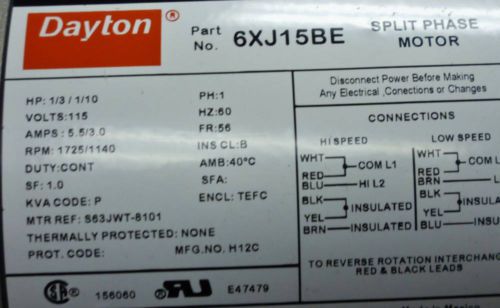 Dayton®
Part No. 6XJ15BE
SPLIT PHASE MOTOR
HP: 1/3 / 1/10
PH:1
VOLTS:115
HZ:60
AMPS : 5.5/3.0
FR:56
RPM: 1725/1140
INS CL:B
DUTY:CONT
AMB:40°C
SF: 1.0
SFA:
KVA CODE: P
ENCL: TEFC
MTR REF: S63JWT-8101
THERMALLY PROTECTED: NONE
PROT. CODE:
MFG.NO. H12C
156060
E47479
Disconnect Power Before Making
Any Electrical ,Conections or Changes
CONNECTIONS
HI SPEED
WHT
RED
COM L1
BLU
HI L2
BLK
YEL
INSULATED
BRN
INSULATED
LOW SPEED
WHT
RED
BRN
BLK
YEL
BLU
TO REVERSE ROTATION INTERCHANG
RED & BLACK LEADS